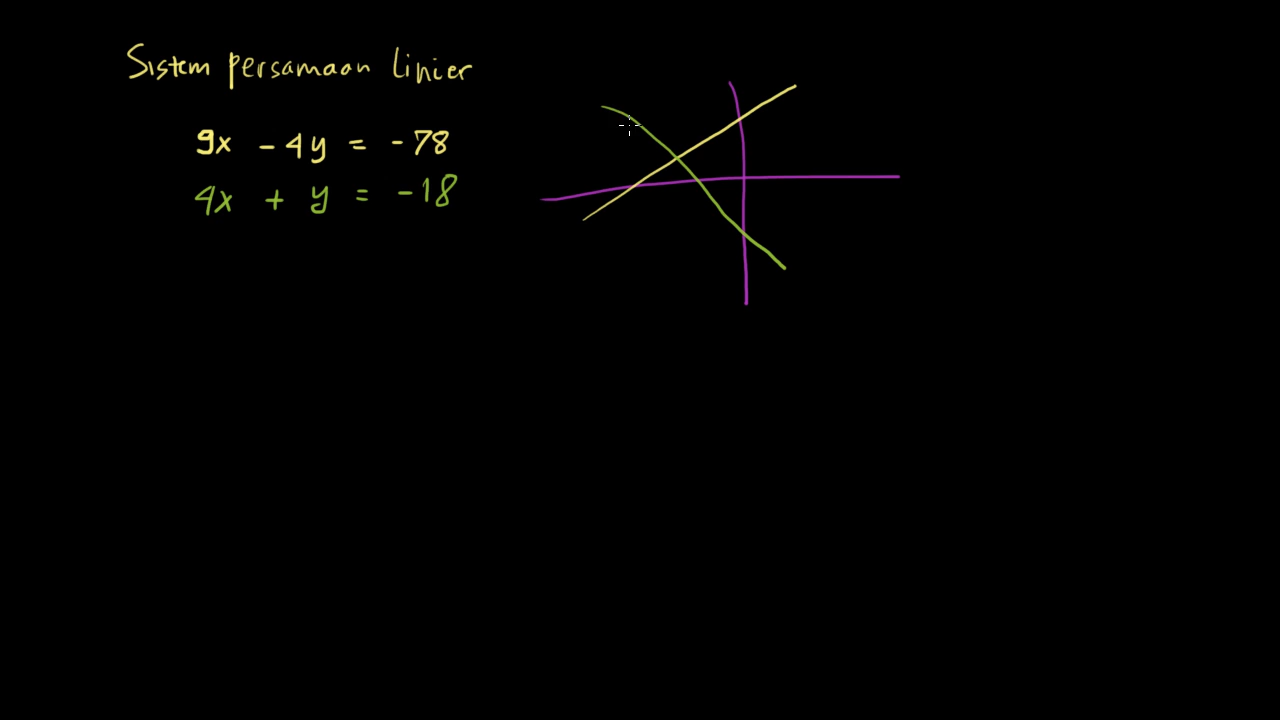 Sistem persamaan linier
9x - 4y = -78
4x + y = -18